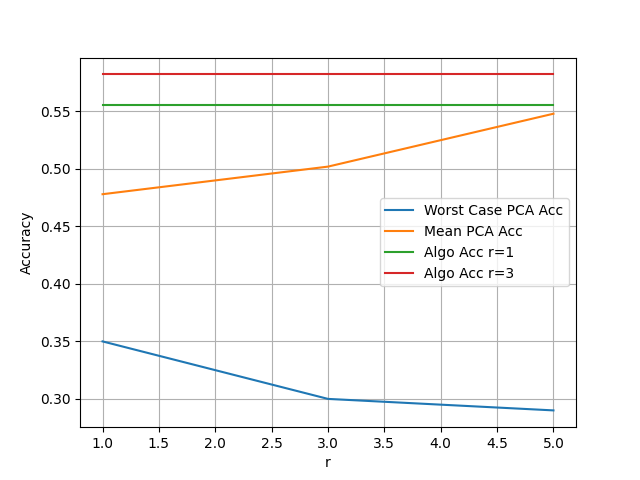 0.55
0.50
0.45
0.40
0.35
0.30
Accuracy
Worst Case PCA Acc
Mean PCA Acc
Algo Acc r=1
Algo Acc r=3
1.0 1.5 2.0 2.5 3.0 3.5 4.0 4.5 5.0
r